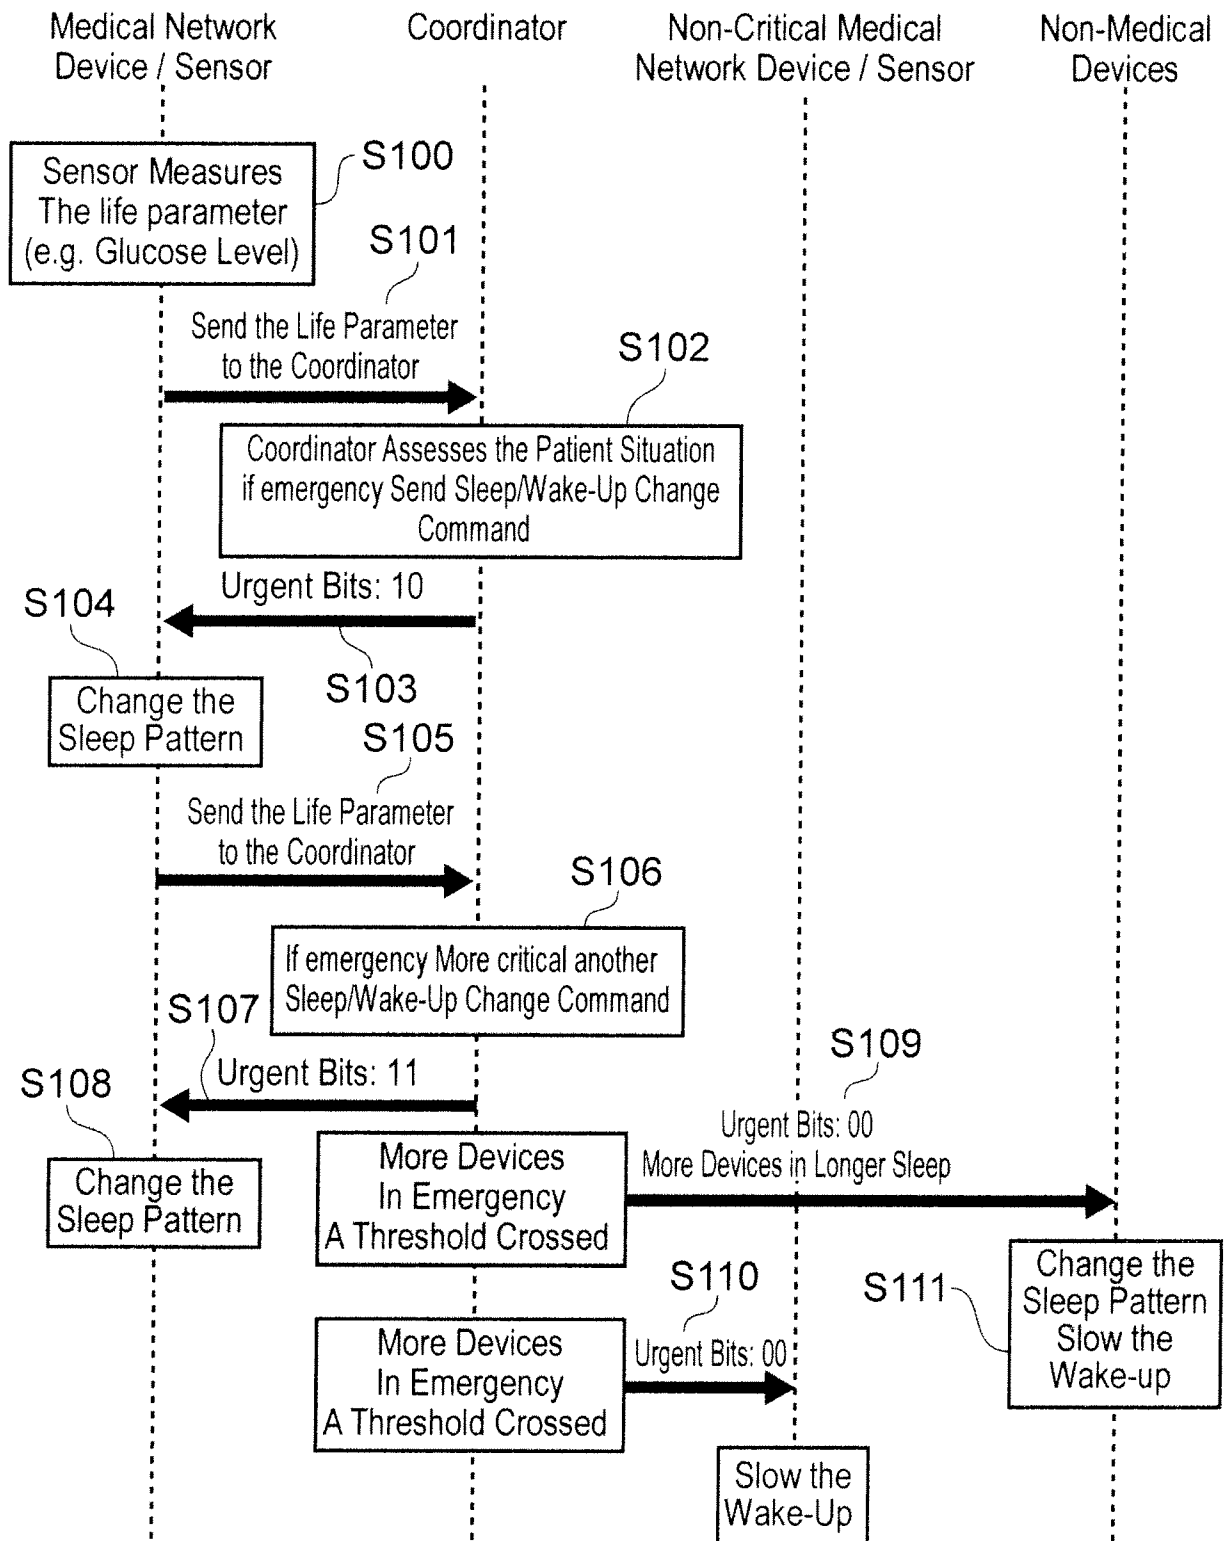 Medical Network
Device / Sensor
Coordinator
Non-Critical Medical
Network Device / Sensor
Non-Medical
Devices
Sensor Measures
The life parameter
(e.g. Glucose Level)
S100
S101
Send the Life Parameter
to the Coordinator
S102
Coordinator Assesses the Patient Situation
if emergency Send Sleep/Wake-Up Change
Command
Urgent Bits: 10
S103
S104
Change the
Sleep Pattern
S105
Send the Life Parameter
to the Coordinator
S106
If emergency More critical another
Sleep/Wake-Up Change Command
S107
Urgent Bits: 11
S108
Change the
Sleep Pattern
More Devices
In Emergency
A Threshold Crossed
S109
Urgent Bits: 00
More Devices in Longer Sleep
S111
Change the
Sleep Pattern
Slow the
Wake-up
More Devices
In Emergency
A Threshold Crossed
S110
Urgent Bits: 00
Slow the
Wake-Up